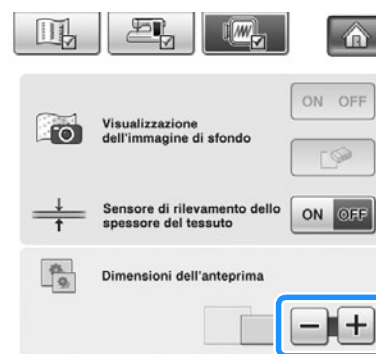 ON OFF
Visualizzazione
dell'immagine di sfondo
Sensore di rilevamento dello
spessore del tessuto
ON OFF
Dimensioni dell'anteprima
− +